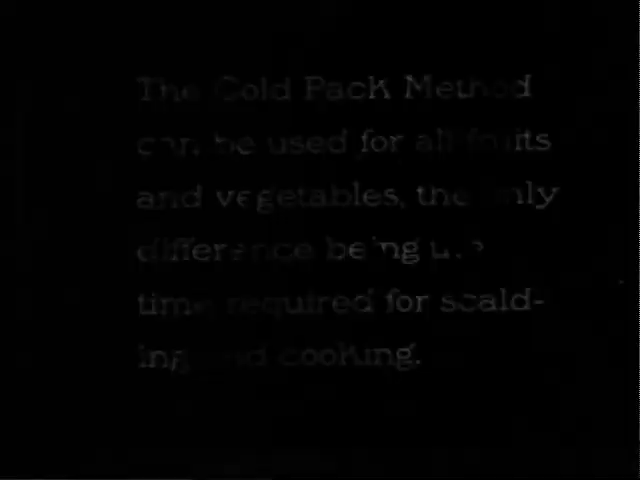 The Cold Pack Method
can be used for all fruits
and vegetables, the only
difference being the
time required for scald-
ing and cooking.